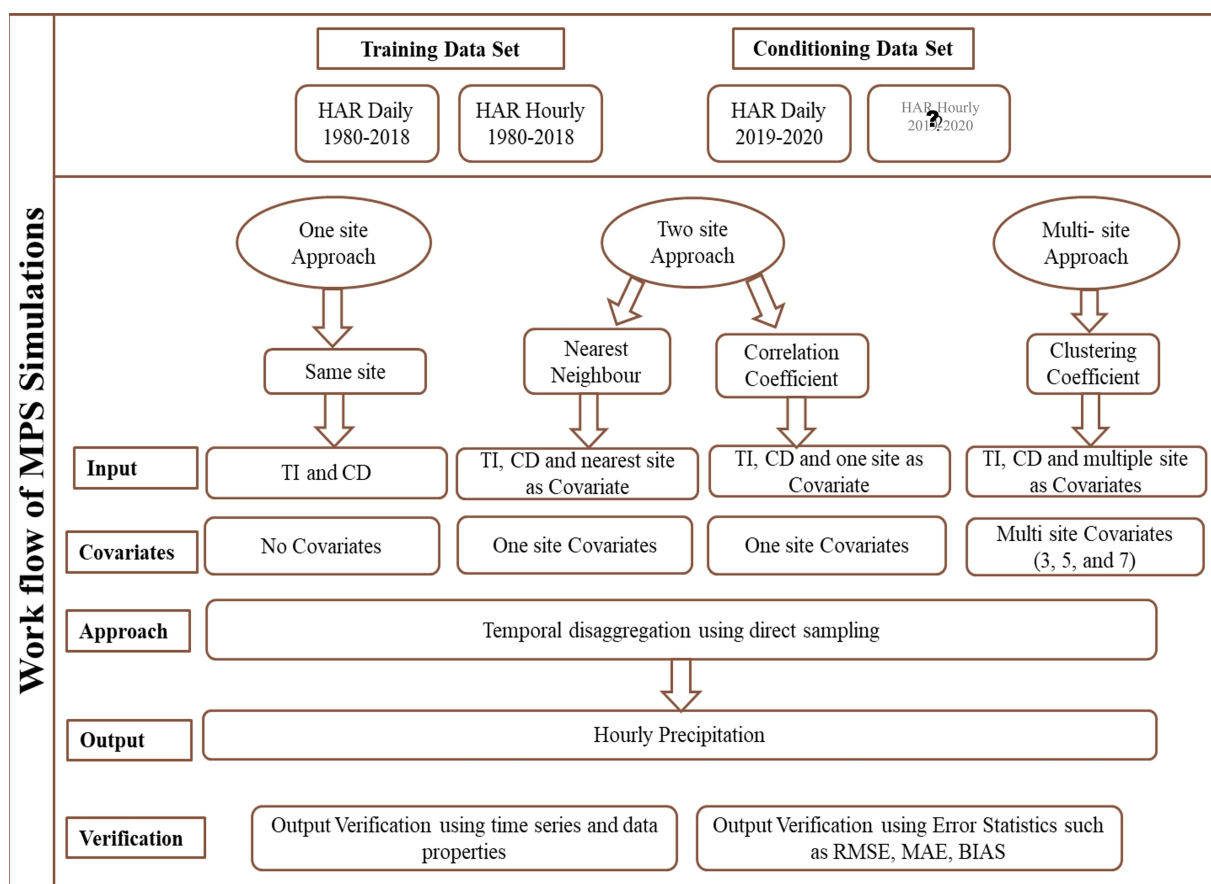 Work flow of MPS Simulations
Training Data Set
Conditioning Data Set
HAR Daily
1980-2018
HAR Hourly
1980-2018
HAR Daily
2019-2020
HAR Hourly
2019-2020
?
One site
Approach
Two site
Approach
Multi- site
Approach
Same site
Nearest
Neighbour
Correlation
Coefficient
Clustering
Coefficient
Input
TI and CD
TI, CD and nearest site
as Covariate
TI, CD and one site as
Covariate
TI, CD and multiple site
as Covariates
Covariates
No Covariates
One site Covariates
One site Covariates
Multi site Covariates
(3, 5, and 7)
Approach
Temporal disaggregation using direct sampling
Output
Hourly Precipitation
Verification
Output Verification using time series and data
properties
Output Verification using Error Statistics such
as RMSE, MAE, BIAS